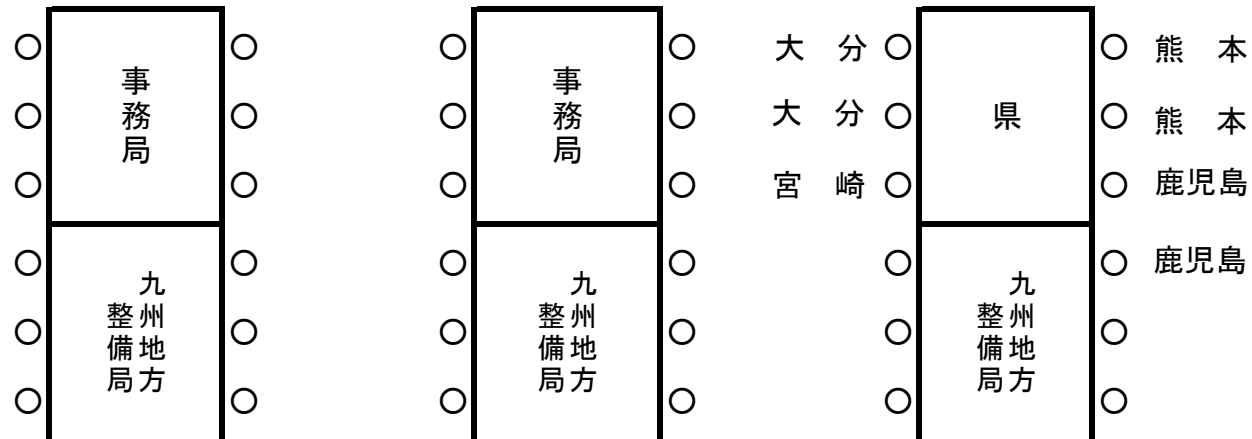 事務局
九州地方
整備局
事務局
九州地方
整備局
大分
大分
宮崎
県
熊本
熊本
鹿児島
鹿児島
九州地方
整備局